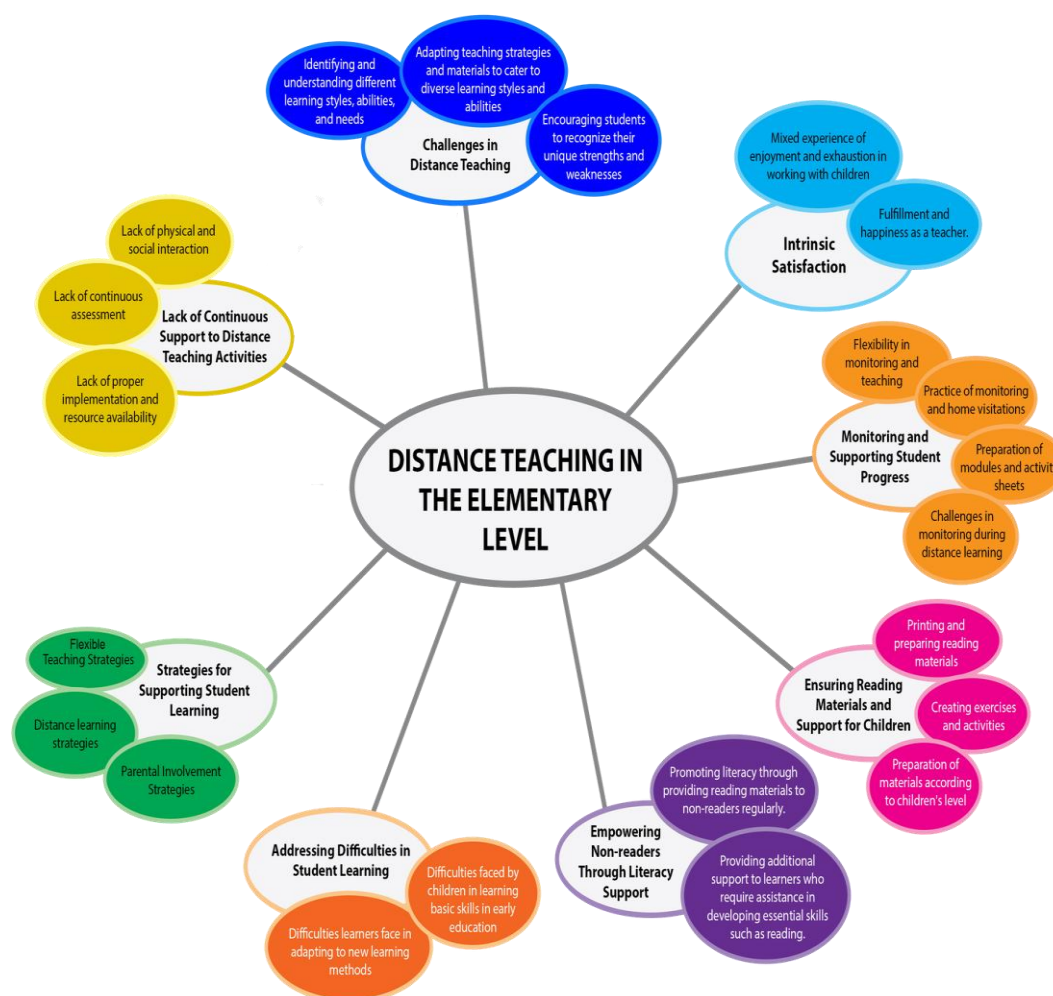 Identifying and
understanding different
learning styles, abilities,
and needs
Adapting teaching strategies
and materials to cater to
diverse learning styles and
abilities
Encouraging students
to recognize their
unique strengths and
weaknesses
Challenges in
Distance Teaching
Mixed experience of
enjoyment and exhaustion in
working with children
Fulfillment and
happiness as a teacher.
Intrinsic
Satisfaction
Lack of physical and
social interaction
Lack of continuous
assessment
Lack of proper
implementation and
resource availability
Lack of Continuous
Support to Distance
Teaching Activities
Flexibility in
monitoring and
teaching
Practice of monitoring
and home visitations
Preparation of
modules and activity
sheets
Challenges in
monitoring during
distance learning
Monitoring and
Supporting Student
Progress
DISTANCE TEACHING IN
THE ELEMENTARY
LEVEL
Flexible
Teaching Strategies
Distance learning
strategies
Parental Involvement
Strategies
Strategies for
Supporting Student
Learning
Printing and
preparing reading
materials
Creating exercises
and activities
Preparation of
materials according
to children's level
Ensuring Reading
Materials and
Support for Children
Addressing Difficulties in
Student Learning
Difficulties faced by
children in learning
basic skills in early
education
Difficulties learners face in
adapting to new learning
methods
Promoting literacy through
providing reading materials to
non-readers regularly.
Empowering
Non-readers
Through Literacy
Support
Providing additional
support to learners who
require assistance in
developing essential skills
such as reading.